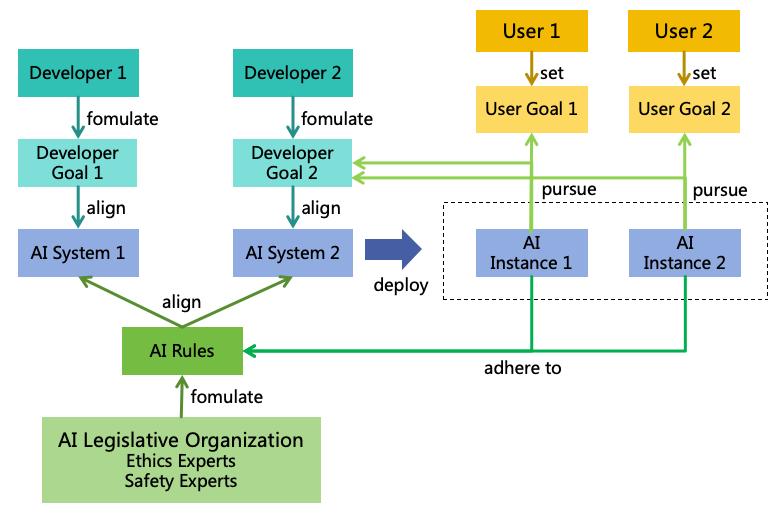 User 1
User 2
Developer 1
Developer 2
set
set
fomulate
fomulate
User Goal 1
User Goal 2
Developer
Goal 1
Developer
Goal 2
pursue
pursue
align
align
AI System 1
AI System 2
AI
Instance 1
AI
Instance 2
deploy
align
AI Rules
adhere to
fomulate
AI Legislative Organization
Ethics Experts
Safety Experts